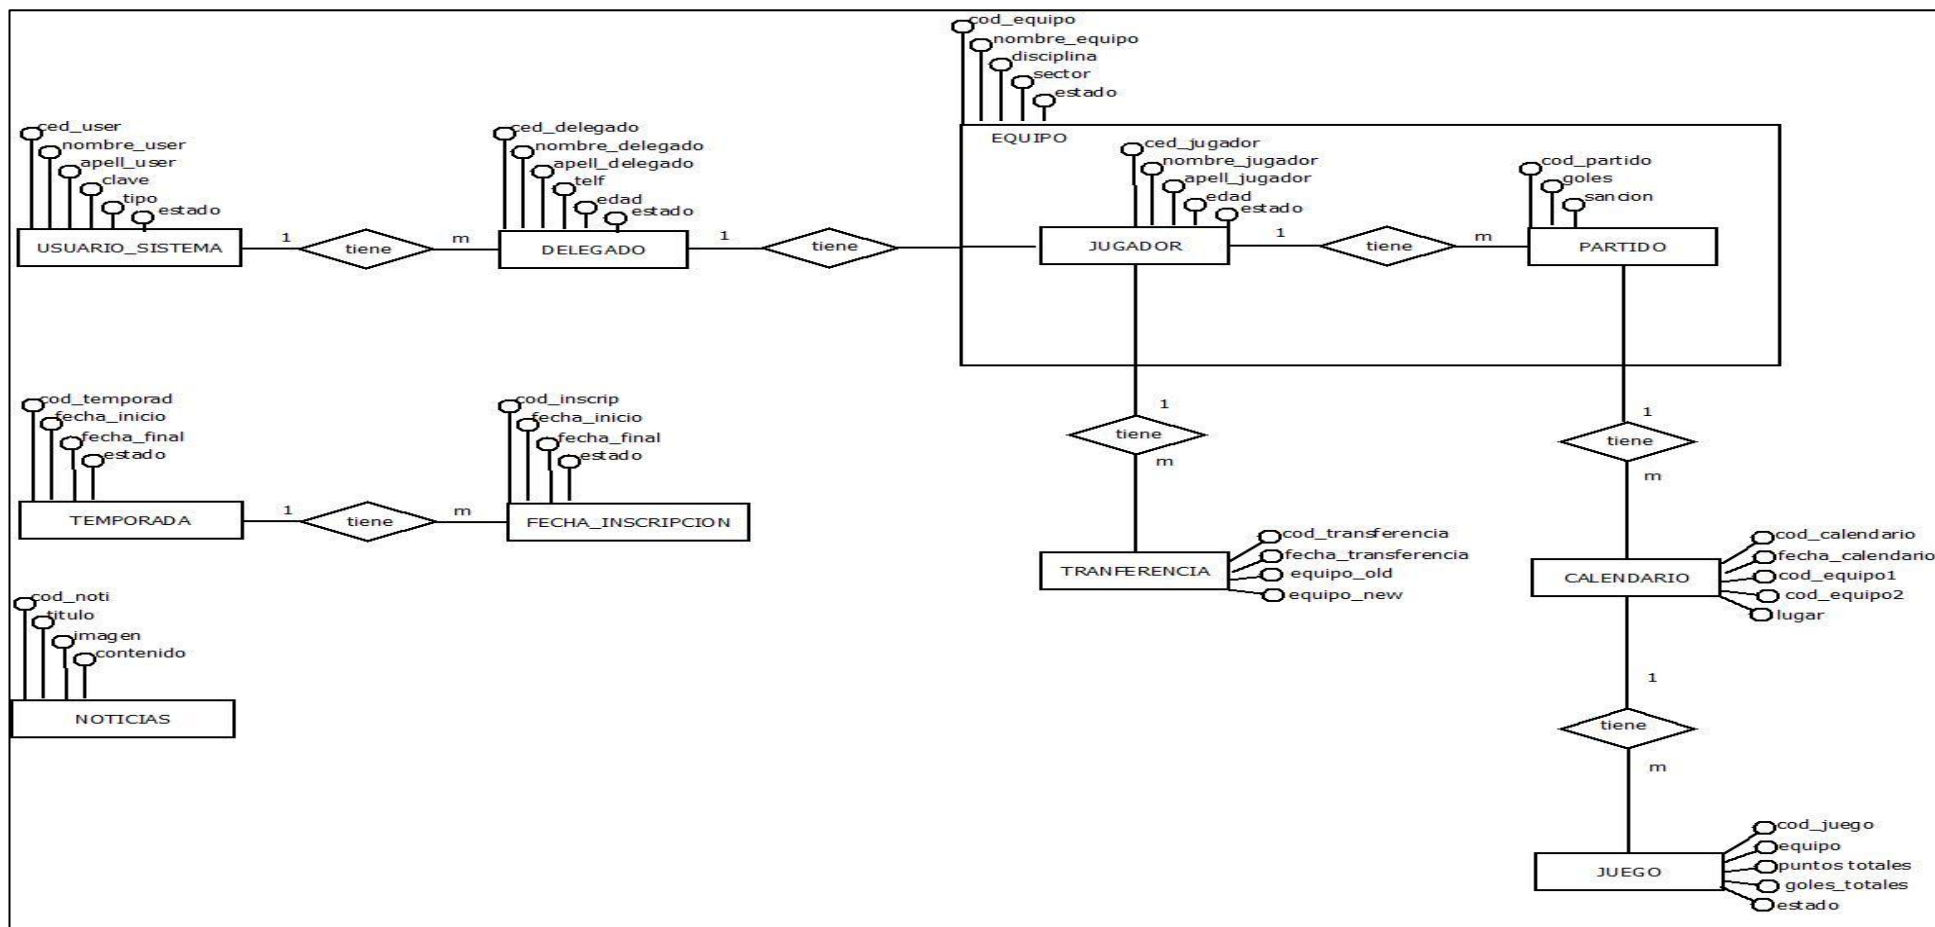 cod_equipo
nombre_equipo
disciplina
sector
estado
EQUIPO
ced_user
nombre_user
apell_user
clave
tipo
estado
USUARIO_SISTEMA
1
tiene
m
ced_delegado
nombre_delegado
apell_delegado
telf
edad
estado
DELEGADO
1
tiene
ced_jugador
nombre_jugador
apell_jugador
edad
estado
JUGADOR
1
tiene
m
cod_partido
goles
sancion
PARTIDO
cod_temporad
fecha_inicio
fecha_final
estado
TEMPORADA
1
tiene
m
cod_inscrip
fecha_inicio
fecha_final
estado
FECHA_INSCRIPCION
1
tiene
m
1
tiene
m
cod_transferencia
fecha_transferencia
equipo_old
equipo_new
TRANFERENCIA
cod_calendario
fecha_calendario
cod_equipo1
cod_equipo2
lugar
CALENDARIO
cod_noti
titulo
imagen
contenido
NOTICIAS
1
tiene
m
cod_juego
equipo
puntos totales
goles_totales
estado
JUEGO